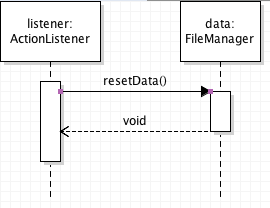 listener:
ActionListener
data:
FileManager
resetData()
void